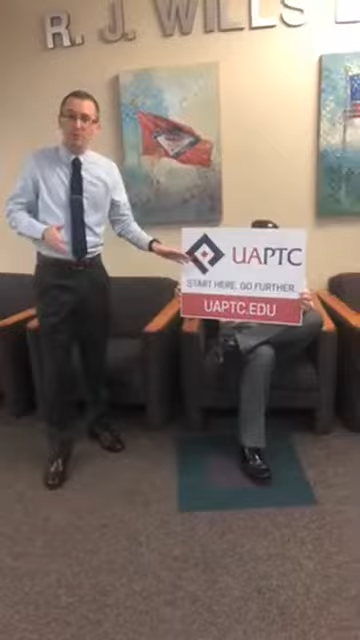 R. J. WILLS
UAPTC
START HERE. GO FURTHER.
UAPTC.EDU